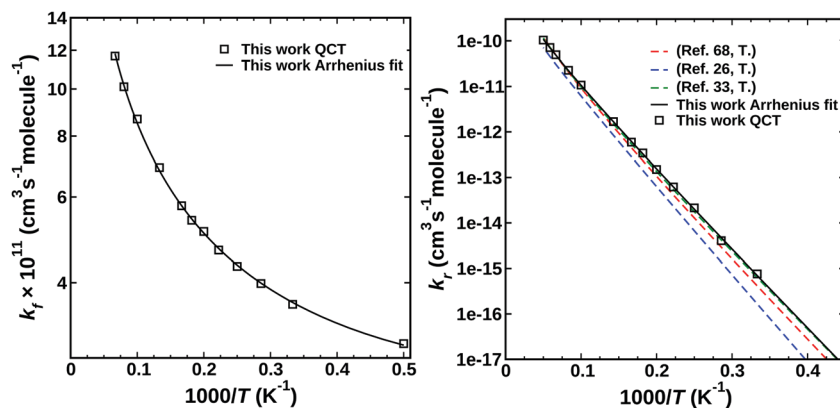 14
12
10
8
6
4
k_f × 10^11 (cm^3 s^-1 molecule^-1)
This work QCT
This work Arrhenius fit
0 0.1 0.2 0.3 0.4 0.5
1000/T (K^-1)
1e-10
1e-11
1e-12
1e-13
1e-14
1e-15
1e-16
1e-17
k_r (cm^3 s^-1 molecule^-1)
(Ref. 68, T.)
(Ref. 26, T.)
(Ref. 33, T.)
This work Arrhenius fit
This work QCT
0 0.1 0.2 0.3 0.4
1000/T (K^-1)